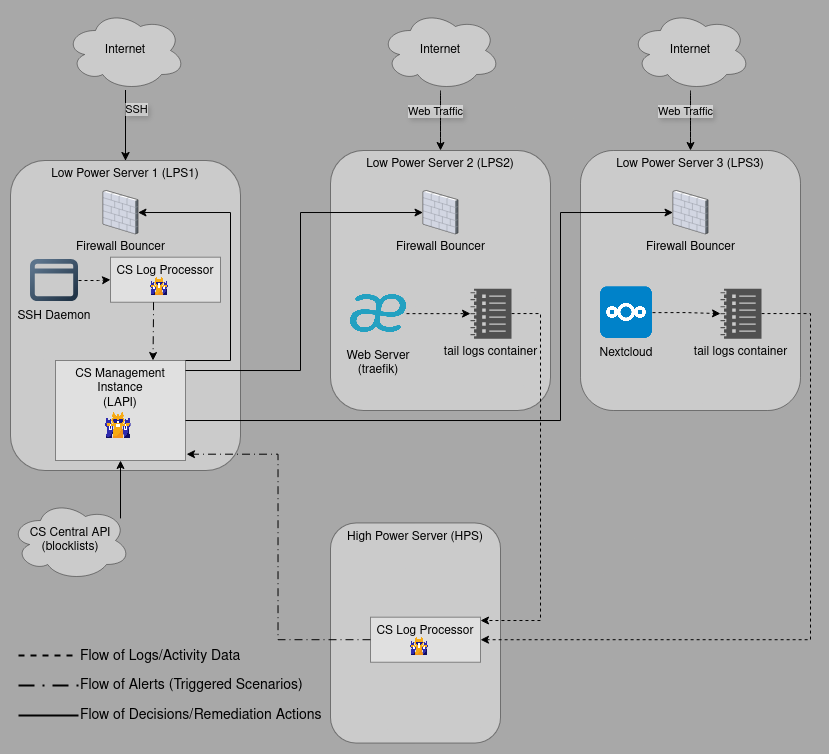 Internet
Internet
Internet
SSH
Web Traffic
Web Traffic
Low Power Server 1 (LPS1)
Firewall Bouncer
CS Log Processor
SSH Daemon
CS Management
Instance
(LAPI)
CS Central API
(blocklists)
Low Power Server 2 (LPS2)
Firewall Bouncer
Web Server
(traefik)
tail logs container
Low Power Server 3 (LPS3)
Firewall Bouncer
Nextcloud
tail logs container
High Power Server (HPS)
CS Log Processor
Flow of Logs/Activity Data
Flow of Alerts (Triggered Scenarios)
Flow of Decisions/Remediation Actions